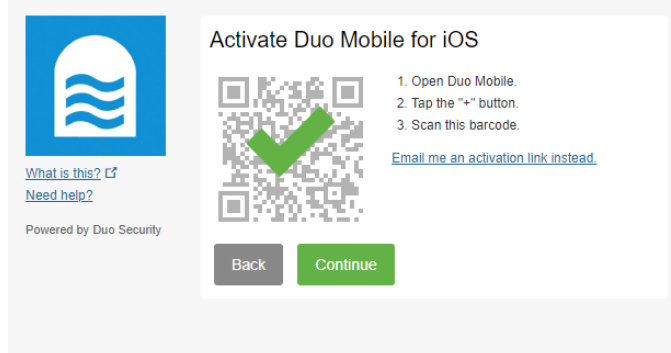 Activate Duo Mobile for iOS
1. Open Duo Mobile.
2. Tap the "+" button.
3. Scan this barcode.
Email me an activation link instead.
What is this?
Need help?
Powered by Duo Security
Back
Continue